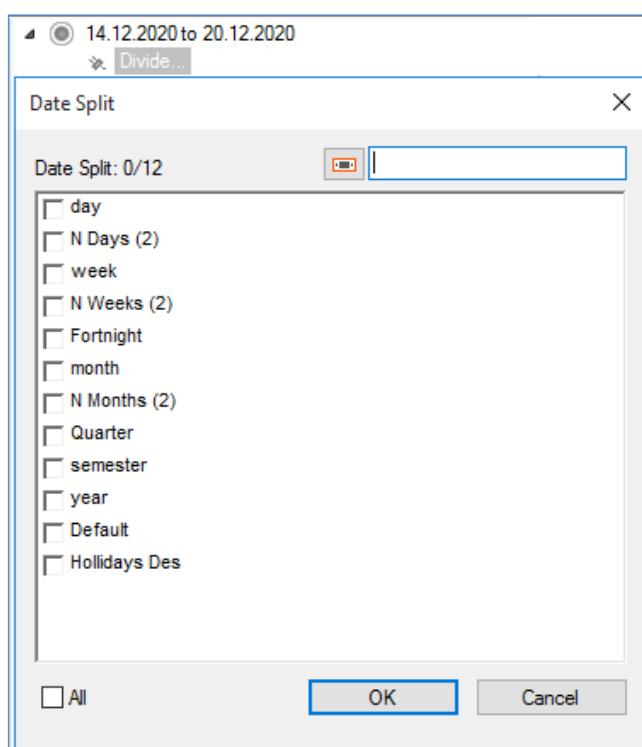 14.12.2020 to 20.12.2020
Divide...
Date Split
Date Split: 0/12
day
N Days (2)
week
N Weeks (2)
Fortnight
month
N Months (2)
Quarter
semester
year
Default
Hollidays Des
All
OK
Cancel